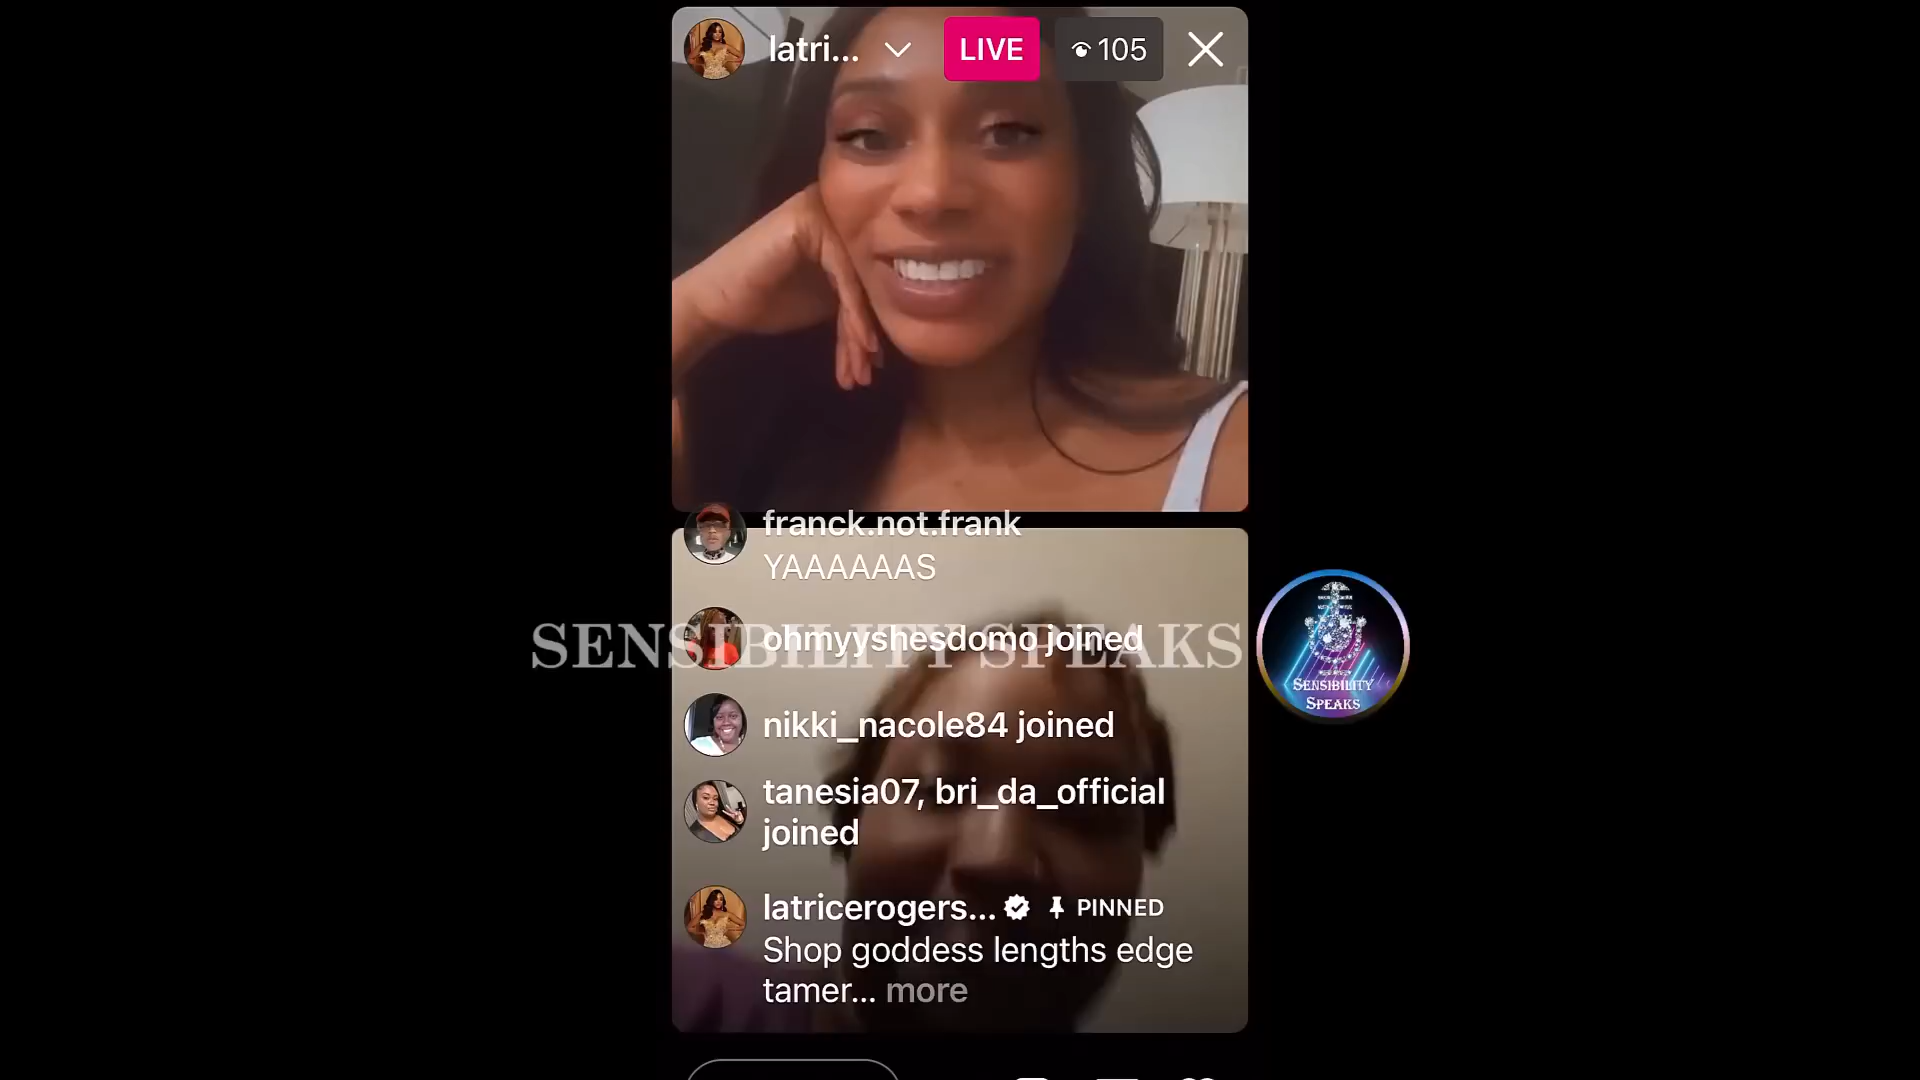 latri...
LIVE
105
franck.not.frank
YAAAAAAS
SENSIBILITY SPEAKS
ohmyyshesdomo joined
nikki_nacole84 joined
tanesia07, bri_da_official
joined
latricerogers... PINNED
Shop goddess lengths edge
tamer... more
SENSIBILITY
SPEAKS